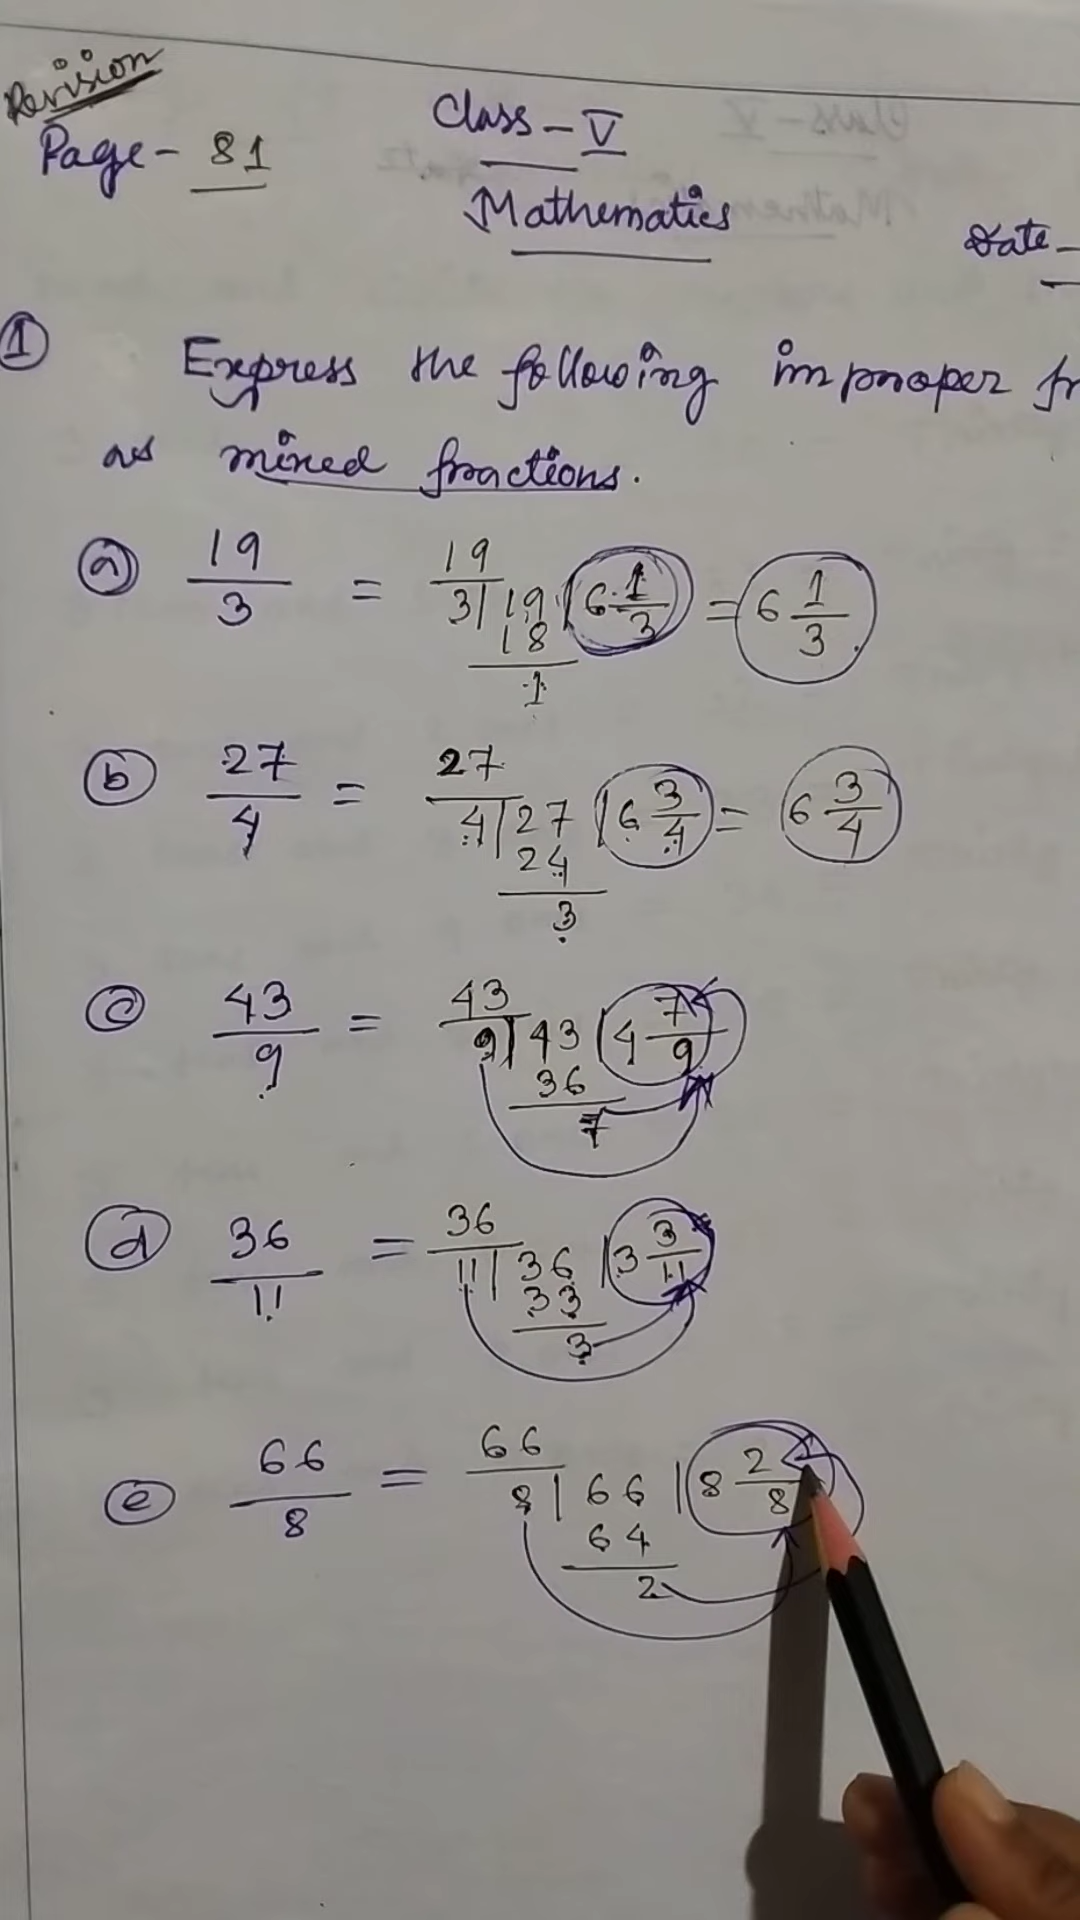 Revision
Page - 81
Class - V
Mathematics
Date -
① Express the following improper fr
as mixed fractions.
ⓐ 19/3 = 19/3 | 19 | 6 1/3 = 6 1/3.
18
1
ⓑ 27/4 = 27/4 | 27 | 6 3/4 = 6 3/4
24
3
ⓒ 43/9 = 43/9 | 43 | 4 7/9
36
7
ⓓ 36/11 = 36/11 | 36 | 3 3/11
33
3
ⓔ 66/8 = 66/8 | 66 | 8 2/8
64
2